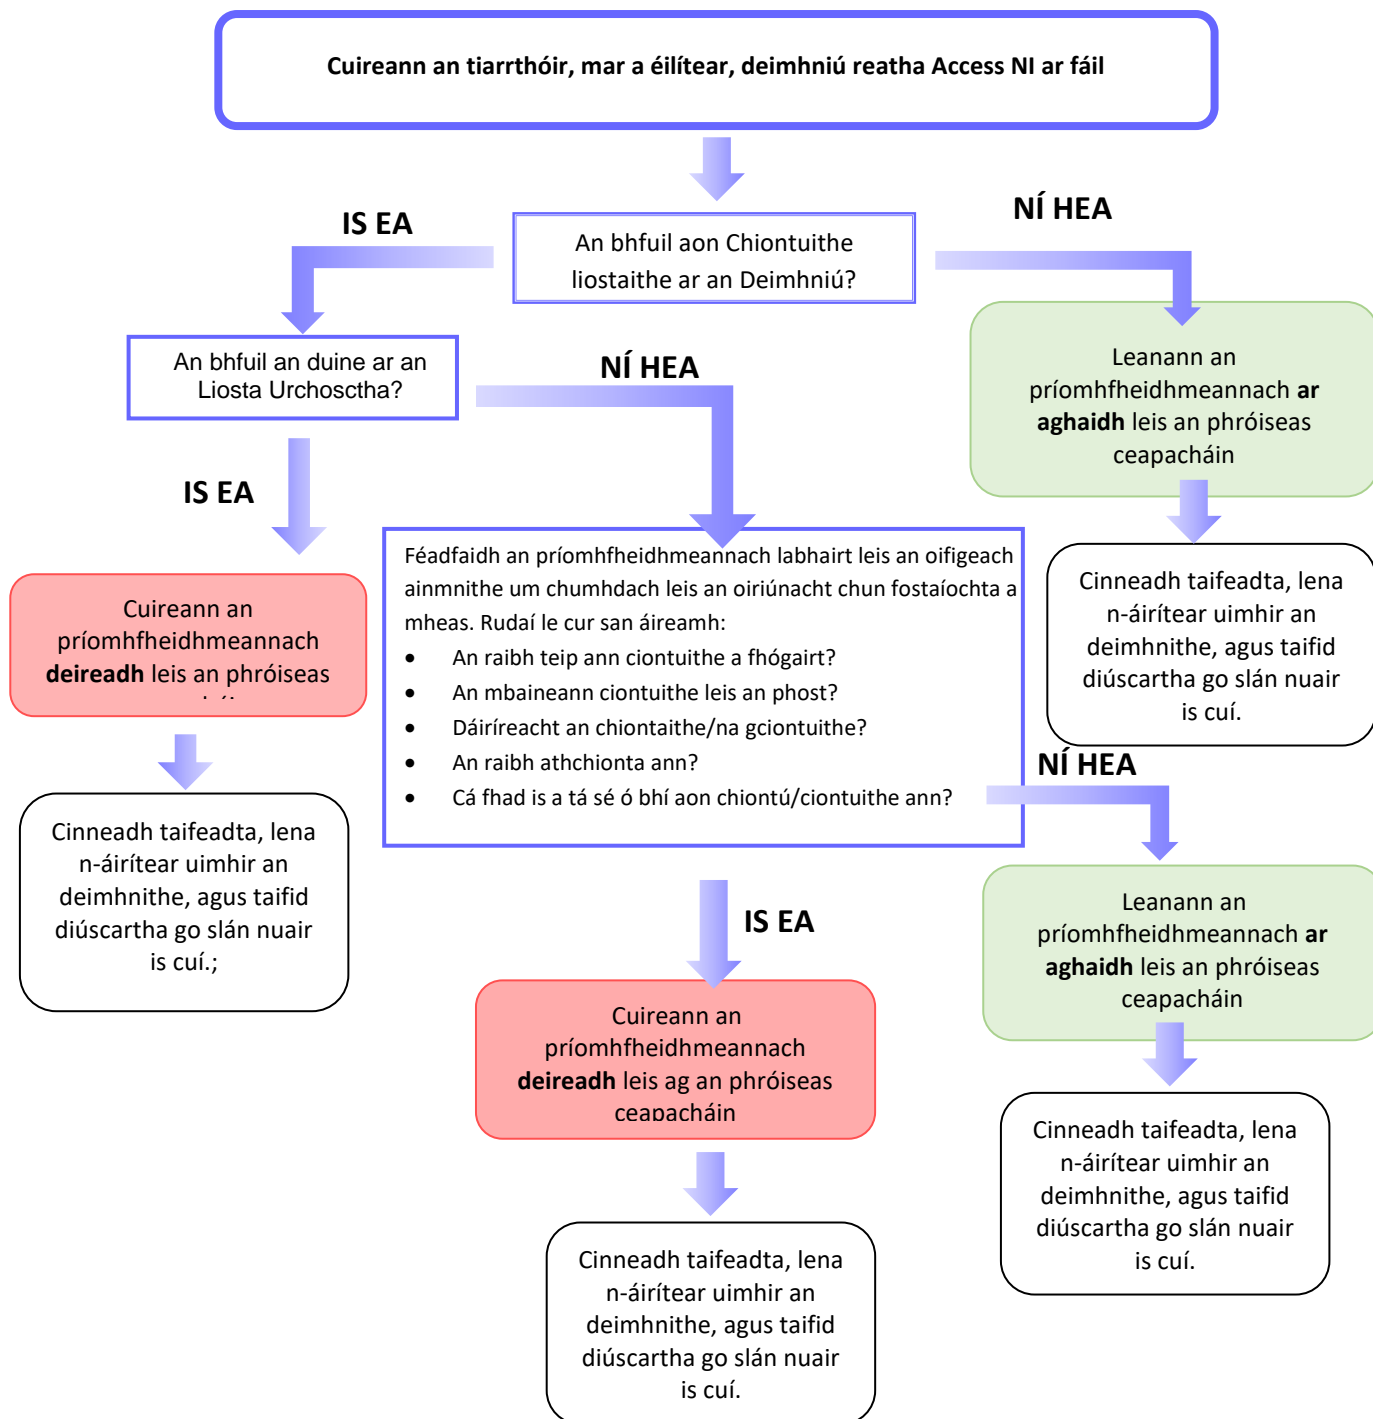 Cuireann an tiarrthóir, mar a éilítear, deimhniú reatha Access NI ar fáil
IS EA
NÍ HEA
An bhfuil aon Chiontuithe
liostaithe ar an Deimhniú?
An bhfuil an duine ar an
Liosta Urchosctha?
NÍ HEA
Leanann an
príomhfheidhmeannach ar
aghaidh leis an phróiseas
ceapacháin
IS EA
Féadfaidh an príomhfheidhmeannach labhairt leis an oifigeach
ainmnithe um chumhdach leis an oiriúnacht chun fostaíochta a
mheas. Rudaí le cur san áireamh:
• An raibh teip ann ciontuithe a fhógairt?
• An mbaineann ciontuithe leis an phost?
• Dáiríreacht an chiontaithe/na gciontuithe?
• An raibh athchionta ann?
• Cá fhad is a tá sé ó bhí aon chiontú/ciontuithe ann?
Cinneadh taifeadta, lena
n-áirítear uimhir an
deimhnithe, agus taifid
diúscartha go slán nuair
is cuí.
Cuireann an
príomhfheidhmeannach
deireadh leis an phróiseas
NÍ HEA
Cinneadh taifeadta, lena
n-áirítear uimhir an
deimhnithe, agus taifid
diúscartha go slán nuair
is cuí.;
IS EA
Leanann an
príomhfheidhmeannach ar
aghaidh leis an phróiseas
ceapacháin
Cuireann an
príomhfheidhmeannach
deireadh leis ag an phróiseas
ceapacháin
Cinneadh taifeadta, lena
n-áirítear uimhir an
deimhnithe, agus taifid
diúscartha go slán nuair
is cuí.
Cinneadh taifeadta, lena
n-áirítear uimhir an
deimhnithe, agus taifid
diúscartha go slán nuair
is cuí.